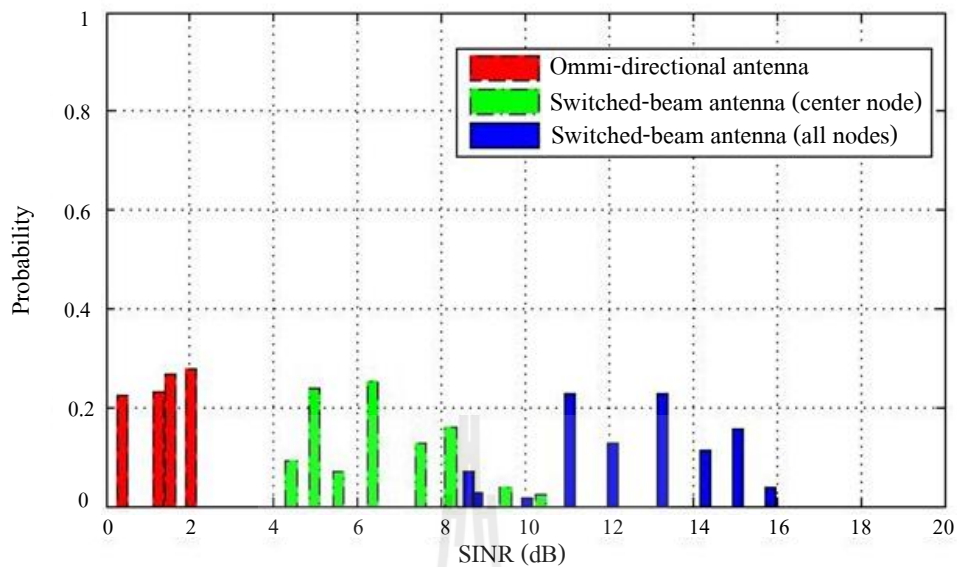 1
0.8
0.6
0.4
0.2
0
Probability
Ommi-directional antenna
Switched-beam antenna (center node)
Switched-beam antenna (all nodes)
0 2 4 6 8 10 12 14 16 18 20
SINR (dB)